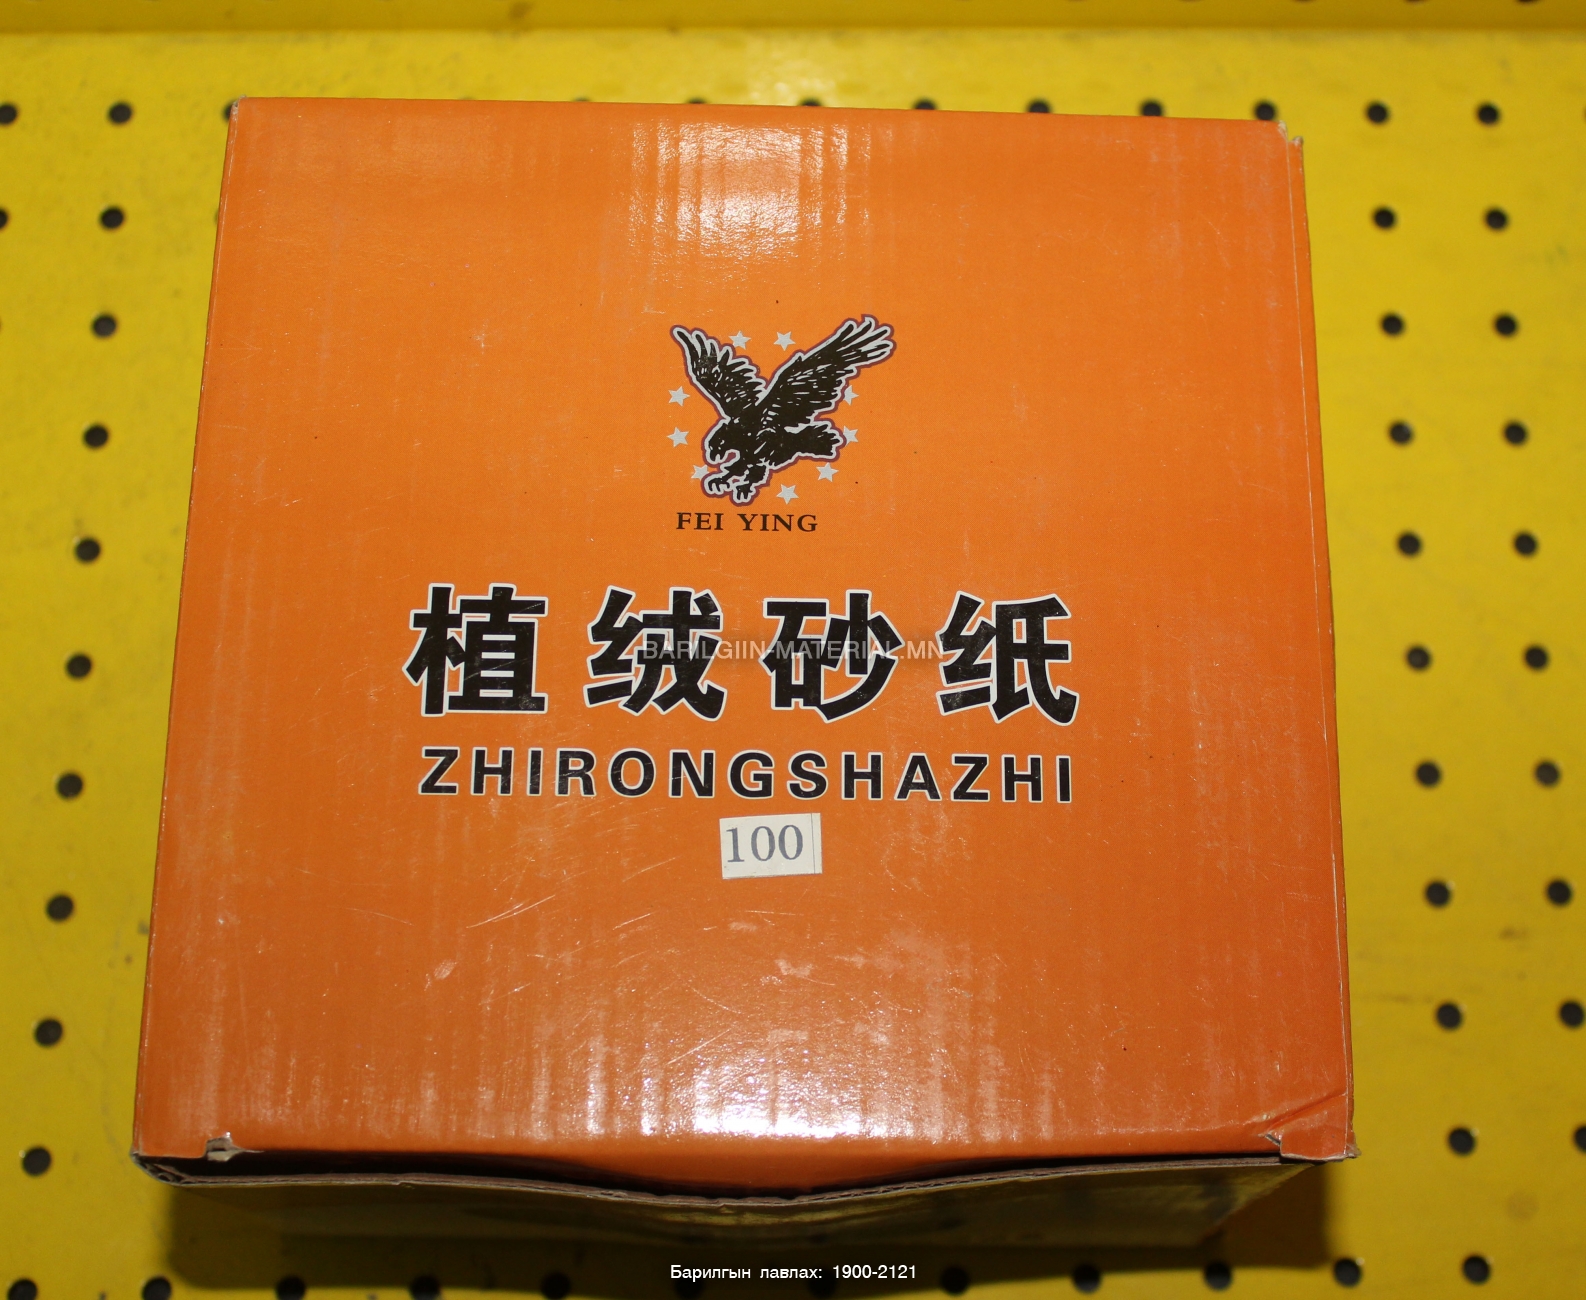 FEI YING
植绒砂纸
BARILGIIN-MATERIAL.MN
ZHIRONGSHAZHI
100
Барилгын лавлах: 1900-2121